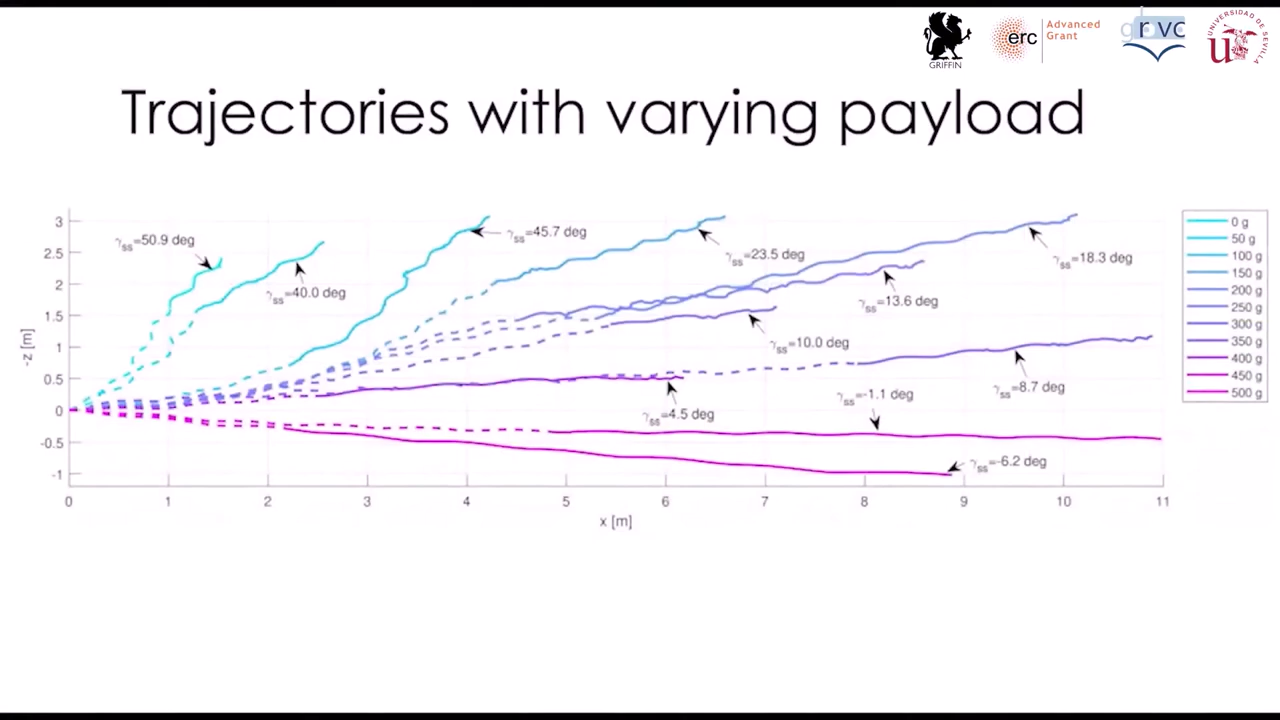 GRIFFIN
erc
Advanced
Grant
grvc
UNIVERSIDAD DE SEVILLA
Trajectories with varying payload
3
2.5
2
1.5
1
0.5
0
-0.5
-1
-z [m]
0 1 2 3 4 5 6 7 8 9 10 11
x [m]
γss=50.9 deg
γss=40.0 deg
γss=45.7 deg
γss=23.5 deg
γss=18.3 deg
γss=13.6 deg
γss=10.0 deg
γss=8.7 deg
γss=4.5 deg
γss=-1.1 deg
γss=-6.2 deg
0 g
50 g
100 g
150 g
200 g
250 g
300 g
350 g
400 g
450 g
500 g